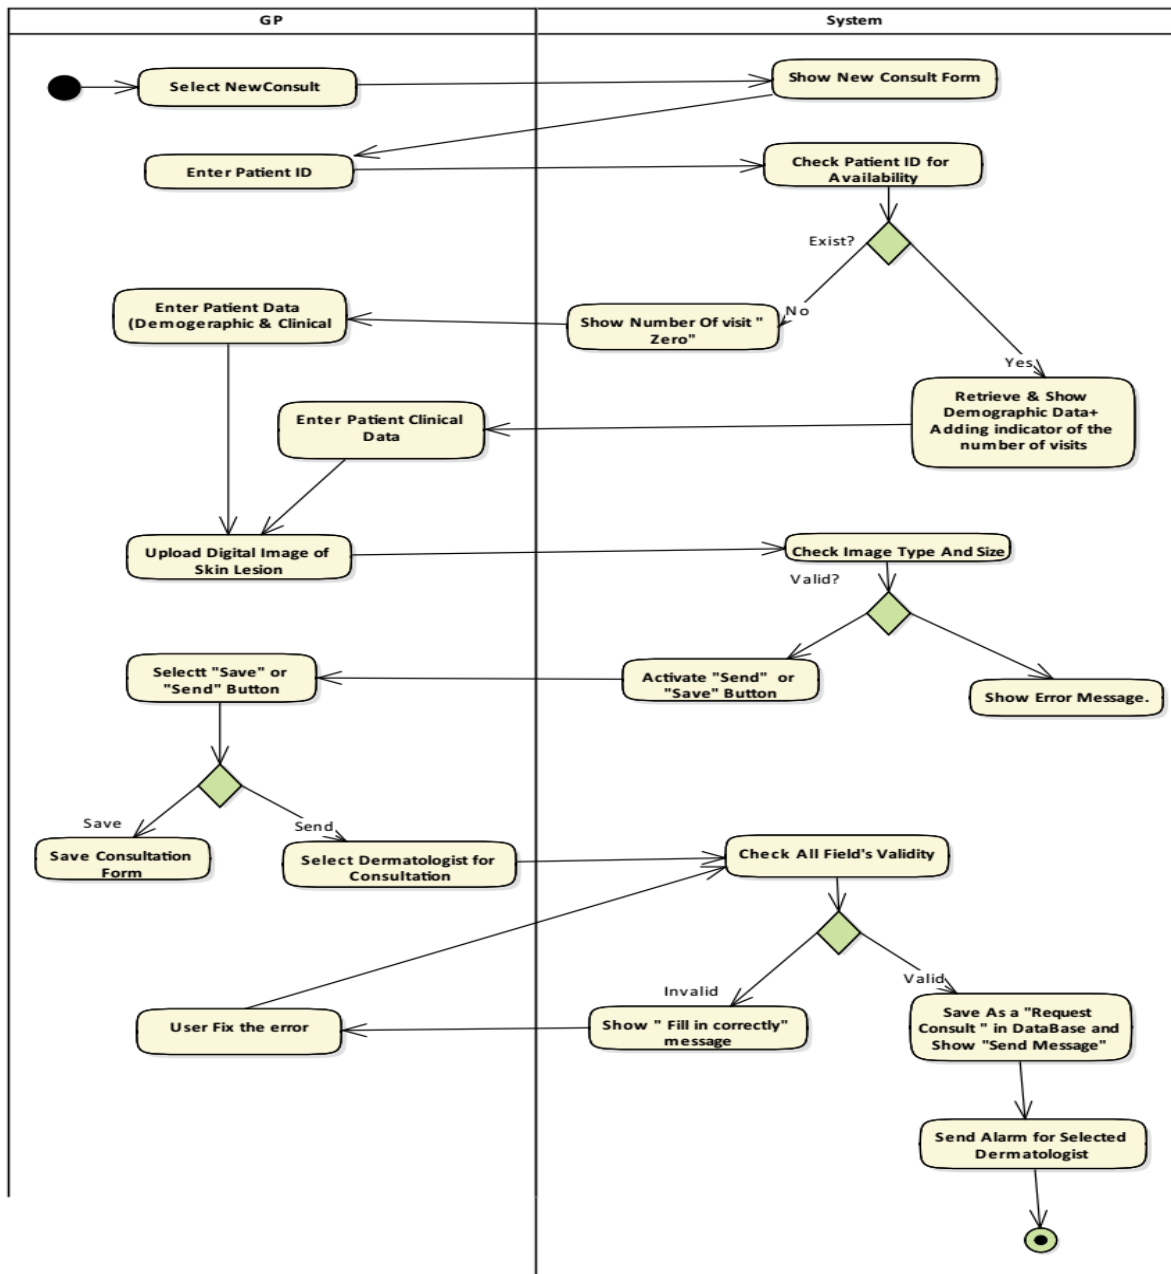 GP
System
Select NewConsult
Show New Consult Form
Enter Patient ID
Check Patient ID for
Availability
Exist?
No
Yes
Enter Patient Data
(Demogeraphic & Clinical
Show Number Of visit "
Zero"
Retrieve & Show
Demographic Data+
Adding indicator of the
number of visits
Enter Patient Clinical
Data
Upload Digital Image of
Skin Lesion
Check Image Type And Size
Valid?
Selectt "Save" or
"Send" Button
Activate "Send" or
"Save" Button
Show Error Message.
Save
Send
Save Consultation
Form
Select Dermatologist for
Consultation
Check All Field's Validity
Invalid
Valid
User Fix the error
Show " Fill in correctly"
message
Save As a "Request
Consult " in DataBase and
Show "Send Message"
Send Alarm for Selected
Dermatologist